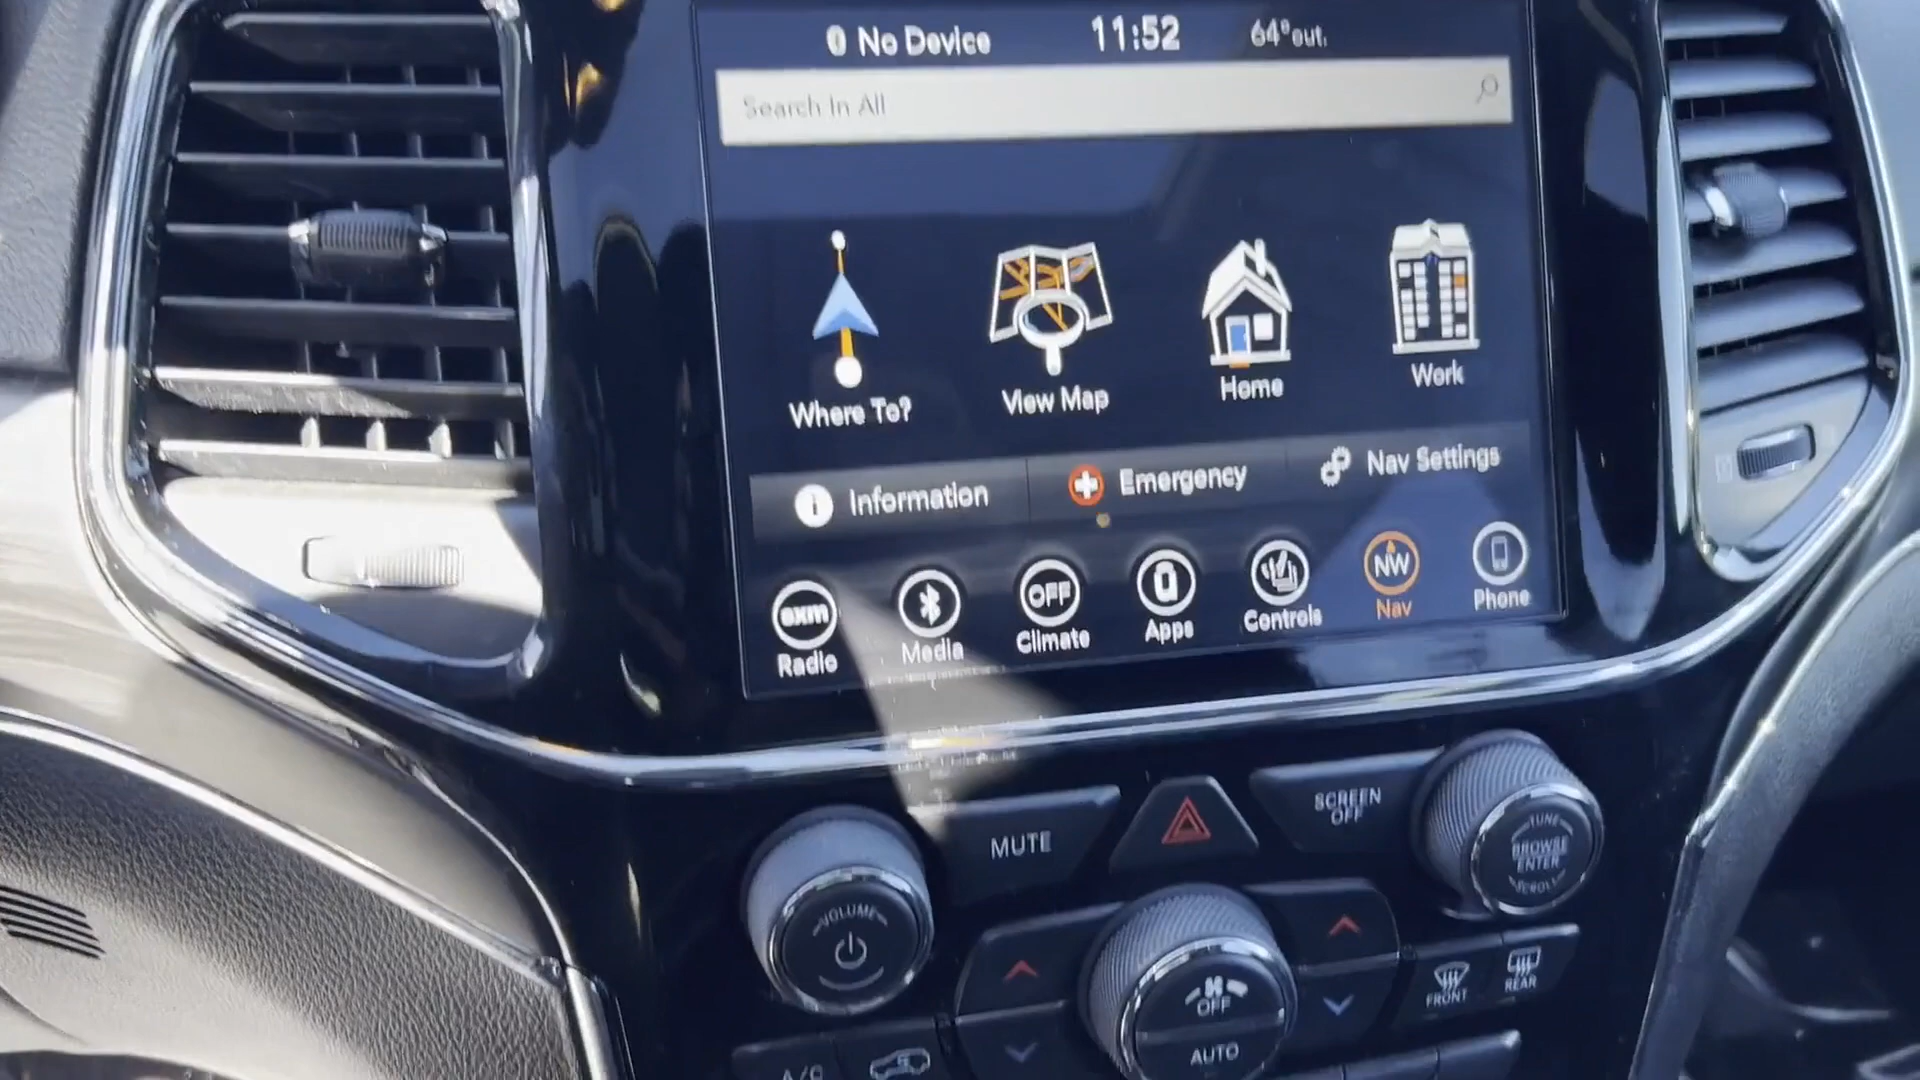 No Device 11:52 64°out.
Search In All
Where To? View Map Home Work
Information Emergency Nav Settings
sxm OFF NW
Radio Media Climate Apps Controls Nav Phone
MUTE
SCREEN
OFF
TUNE
BROWSE
ENTER
SCROLL
VOLUME
OFF
AUTO
FRONT
REAR
A/C